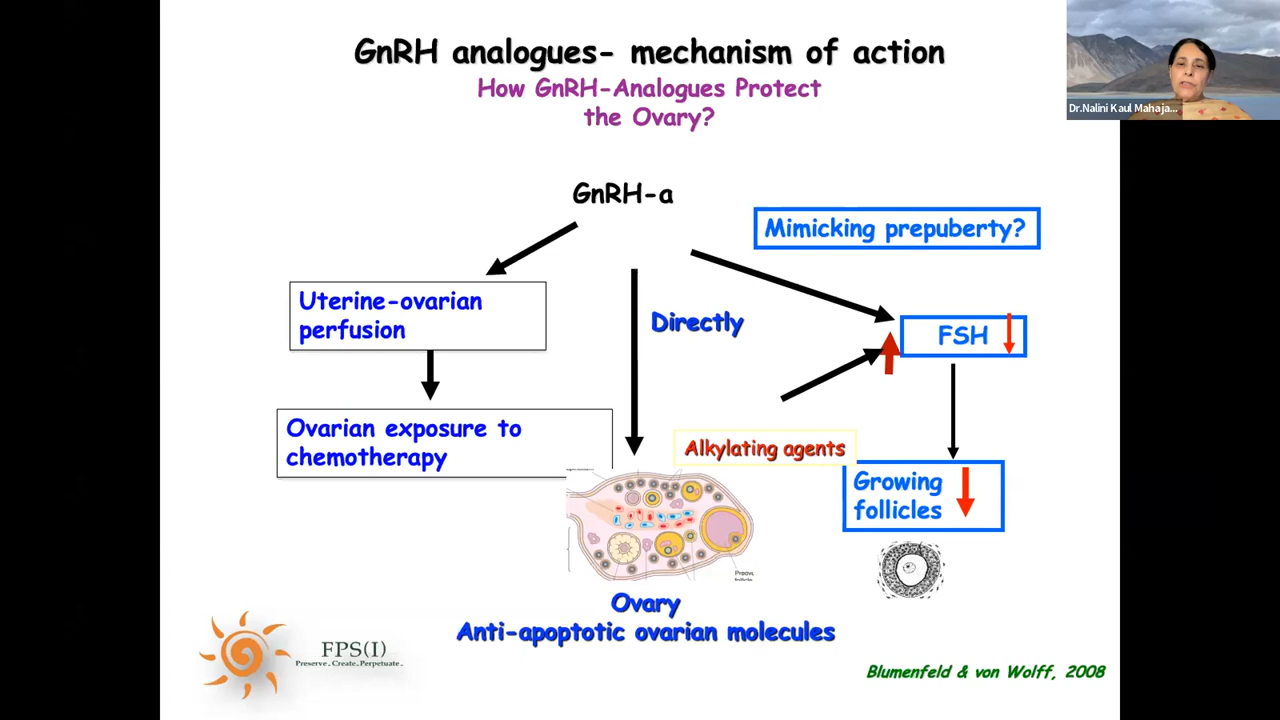 GnRH analogues- mechanism of action
How GnRH-Analogues Protect
the Ovary?
Dr.Nalini Kaul Mahaja...
GnRH-a
Mimicking prepuberty?
Uterine-ovarian
perfusion
Directly
FSH
Ovarian exposure to
chemotherapy
Alkylating agents
Growing
follicles
Ovary
Anti-apoptotic ovarian molecules
FPS(I)
Preserve. Create. Perpetuate.
Blumenfeld & von Wolff, 2008